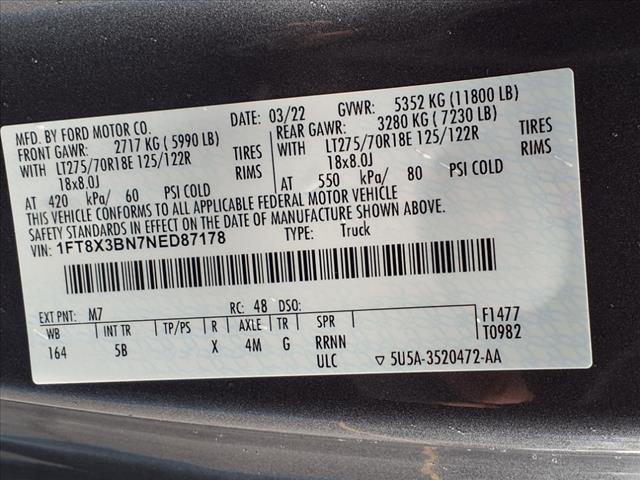 MFD. BY FORD MOTOR CO. DATE: 03/22 GVWR: 5352 KG (11800 LB)
FRONT GAWR: 2717 KG ( 5990 LB) REAR GAWR: 3280 KG ( 7230 LB)
WITH LT275/70R18E 125/122R TIRES WITH LT275/70R18E 125/122R TIRES
18x8.0J RIMS 18x8.0J RIMS
AT 420 kPa/ 60 PSI COLD AT 550 kPa/ 80 PSI COLD
THIS VEHICLE CONFORMS TO ALL APPLICABLE FEDERAL MOTOR VEHICLE
SAFETY STANDARDS IN EFFECT ON THE DATE OF MANUFACTURE SHOWN ABOVE.
VIN: 1FT8X3BN7NED87178 TYPE: Truck
EXT PNT: M7 RC: 48 DSO:
WB INT TR TP/PS R AXLE TR SPR F1477
164 5B X 4M G RRNN T0982
ULC ▽ 5U5A-3520472-AA